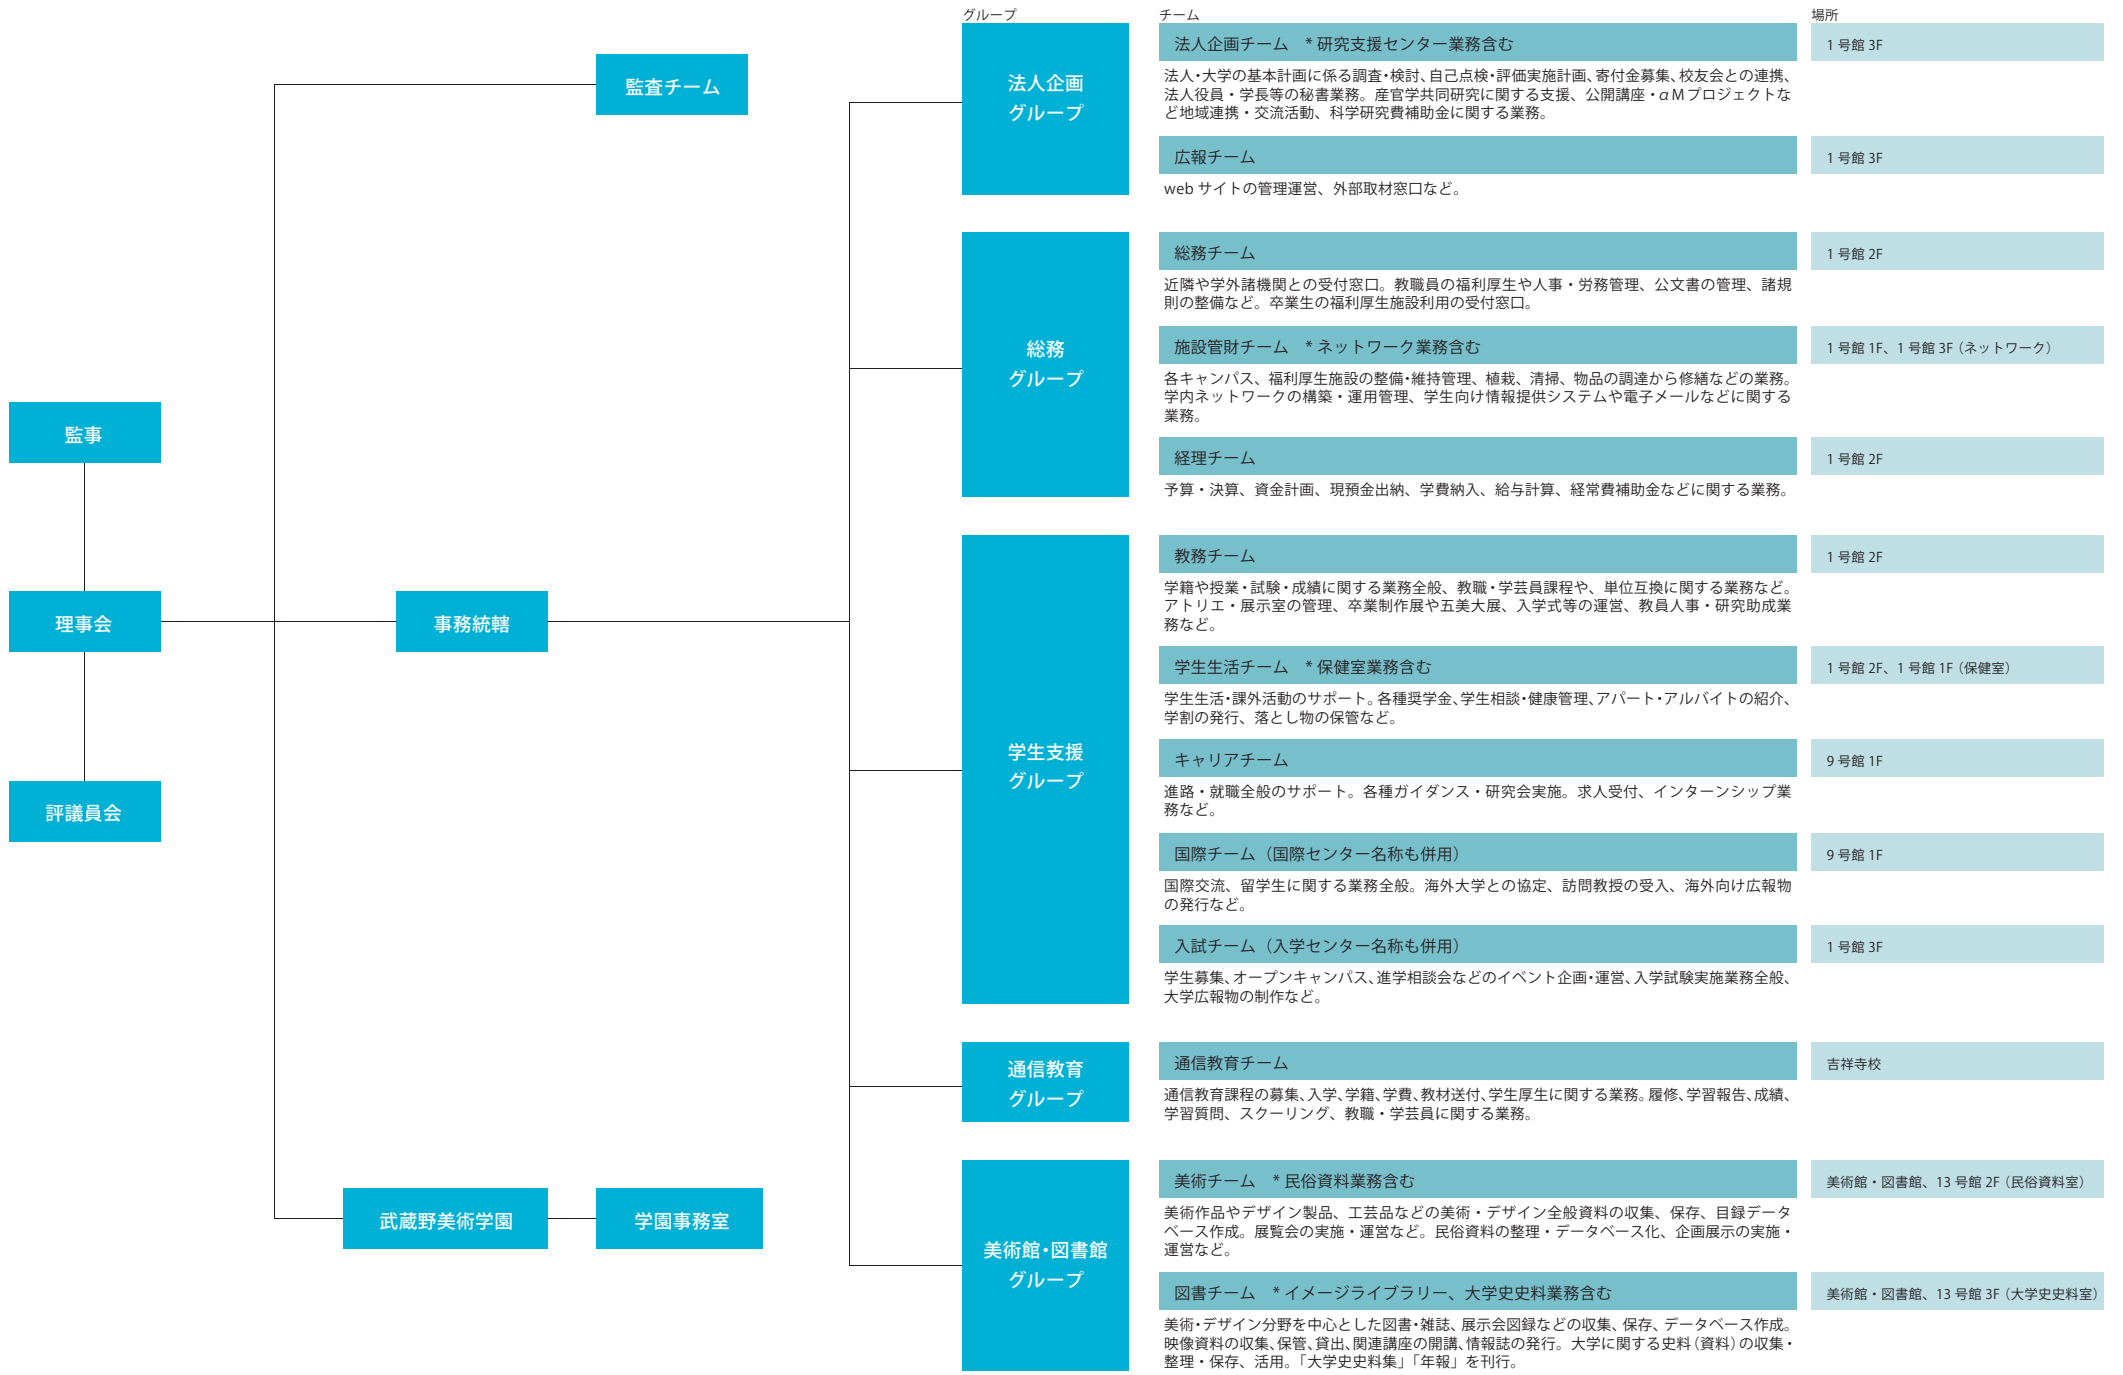 監事
理事会
評議員会
監査チーム
事務統轄
武蔵野美術学園
学園事務室
グループ
チーム
場所
法人企画
グループ
法人企画チーム　* 研究支援センター業務含む
1 号館 3F
法人・大学の基本計画に係る調査・検討、自己点検・評価実施計画、寄付金募集、校友会との連携、
法人役員・学長等の秘書業務。産官学共同研究に関する支援、公開講座・αMプロジェクトな
ど地域連携・交流活動、科学研究費補助金に関する業務。
広報チーム
1 号館 3F
web サイトの管理運営、外部取材窓口など。
総務
グループ
総務チーム
1 号館 2F
近隣や学外諸機関との受付窓口。教職員の福利厚生や人事・労務管理、公文書の管理、諸規
則の整備など。卒業生の福利厚生施設利用の受付窓口。
施設管財チーム　* ネットワーク業務含む
1 号館 1F、1 号館 3F（ネットワーク）
各キャンパス、福利厚生施設の整備・維持管理、植栽、清掃、物品の調達から修繕などの業務。
学内ネットワークの構築・運用管理、学生向け情報提供システムや電子メールなどに関する
業務。
経理チーム
1 号館 2F
予算・決算、資金計画、現預金出納、学費納入、給与計算、経常費補助金などに関する業務。
学生支援
グループ
教務チーム
1 号館 2F
学籍や授業・試験・成績に関する業務全般、教職・学芸員課程や、単位互換に関する業務など。
アトリエ・展示室の管理、卒業制作展や五美大展、入学式等の運営、教員人事・研究助成業
務など。
学生生活チーム　* 保健室業務含む
1 号館 2F、1 号館 1F（保健室）
学生生活・課外活動のサポート。各種奨学金、学生相談・健康管理、アパート・アルバイトの紹介、
学割の発行、落とし物の保管など。
キャリアチーム
9 号館 1F
進路・就職全般のサポート。各種ガイダンス・研究会実施。求人受付、インターンシップ業
務など。
国際チーム（国際センター名称も併用）
9 号館 1F
国際交流、留学生に関する業務全般。海外大学との協定、訪問教授の受入、海外向け広報物
の発行など。
入試チーム（入学センター名称も併用）
1 号館 3F
学生募集、オープンキャンパス、進学相談会などのイベント企画・運営、入学試験実施業務全般、
大学広報物の制作など。
通信教育
グループ
通信教育チーム
吉祥寺校
通信教育課程の募集、入学、学籍、学費、教材送付、学生厚生に関する業務。履修、学習報告、成績、
学習質問、スクーリング、教職・学芸員に関する業務。
美術館・図書館
グループ
美術チーム　* 民俗資料業務含む
美術館・図書館、13 号館 2F（民俗資料室）
美術作品やデザイン製品、工芸品などの美術・デザイン全般資料の収集、保存、目録データ
ベース作成。展覧会の実施・運営など。民俗資料の整理・データベース化、企画展示の実施・
運営など。
図書チーム　* イメージライブラリー、大学史史料業務含む
美術館・図書館、13 号館 3F（大学史史料室）
美術・デザイン分野を中心とした図書・雑誌、展示会図録などの収集、保存、データベース作成。
映像資料の収集、保管、貸出、関連講座の開講、情報誌の発行。大学に関する史料（資料）の収集・
整理・保存、活用。「大学史史料集」「年報」を刊行。